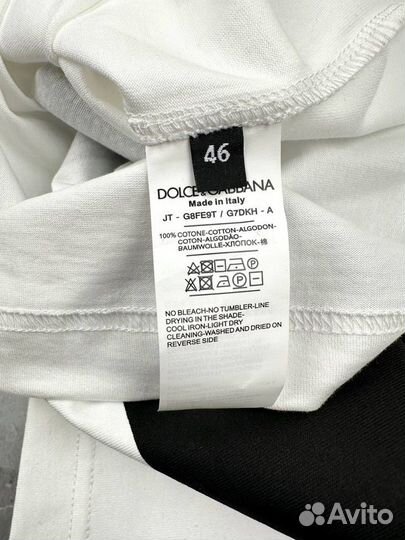 46
DOLCE&GABBANA
Made in Italy
JT - G8FE9T / G7DKH - A
100% COTONE-COTTON-ALGODON-
COTTON-ALGODÃO-
BAUMWOLLE-ХЛОПОК-棉
NO BLEACH-NO TUMBLER-LINE
DRYING IN THE SHADE-
COOL IRON-LIGHT DRY
CLEANING-WASHED AND DRIED ON
REVERSE SIDE
Avito